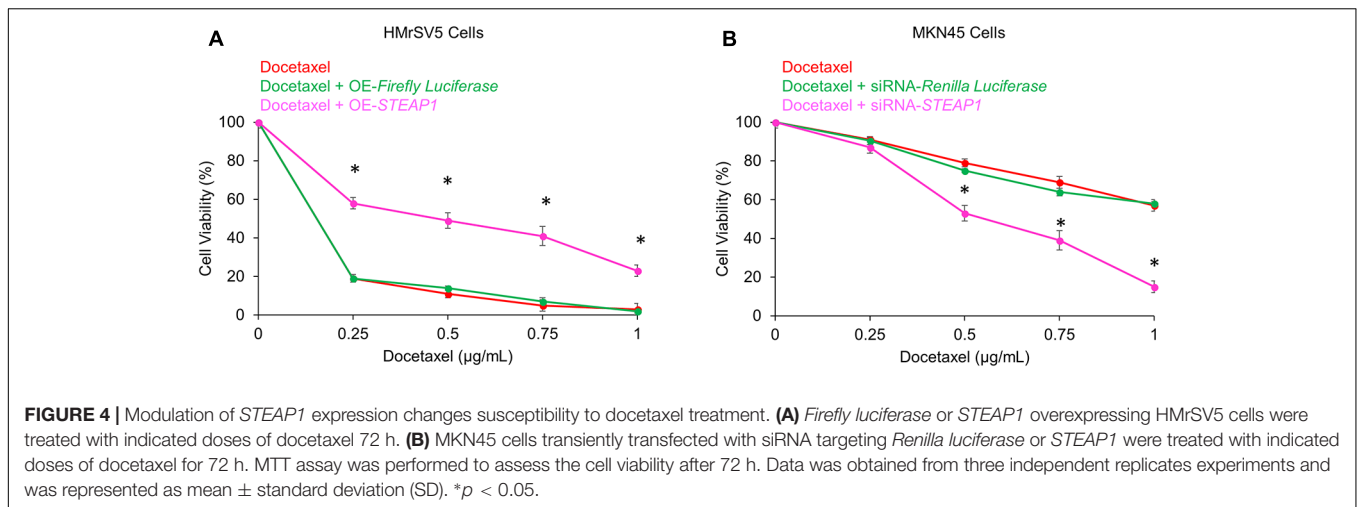 A
HMrSV5 Cells
Docetaxel
Docetaxel + OE-Firefly Luciferase
Docetaxel + OE-STEAP1
100
80
60
40
20
0
Cell Viability (%)
* * * *
0 0.25 0.5 0.75 1
Docetaxel (µg/mL)
B
MKN45 Cells
Docetaxel
Docetaxel + siRNA-Renilla Luciferase
Docetaxel + siRNA-STEAP1
100
80
60
40
20
0
Cell Viability (%)
* * *
0 0.25 0.5 0.75 1
Docetaxel (µg/mL)
FIGURE 4 | Modulation of STEAP1 expression changes susceptibility to docetaxel treatment. (A) Firefly luciferase or STEAP1 overexpressing HMrSV5 cells were
treated with indicated doses of docetaxel 72 h. (B) MKN45 cells transiently transfected with siRNA targeting Renilla luciferase or STEAP1 were treated with indicated
doses of docetaxel for 72 h. MTT assay was performed to assess the cell viability after 72 h. Data was obtained from three independent replicates experiments and
was represented as mean ± standard deviation (SD). *p < 0.05.